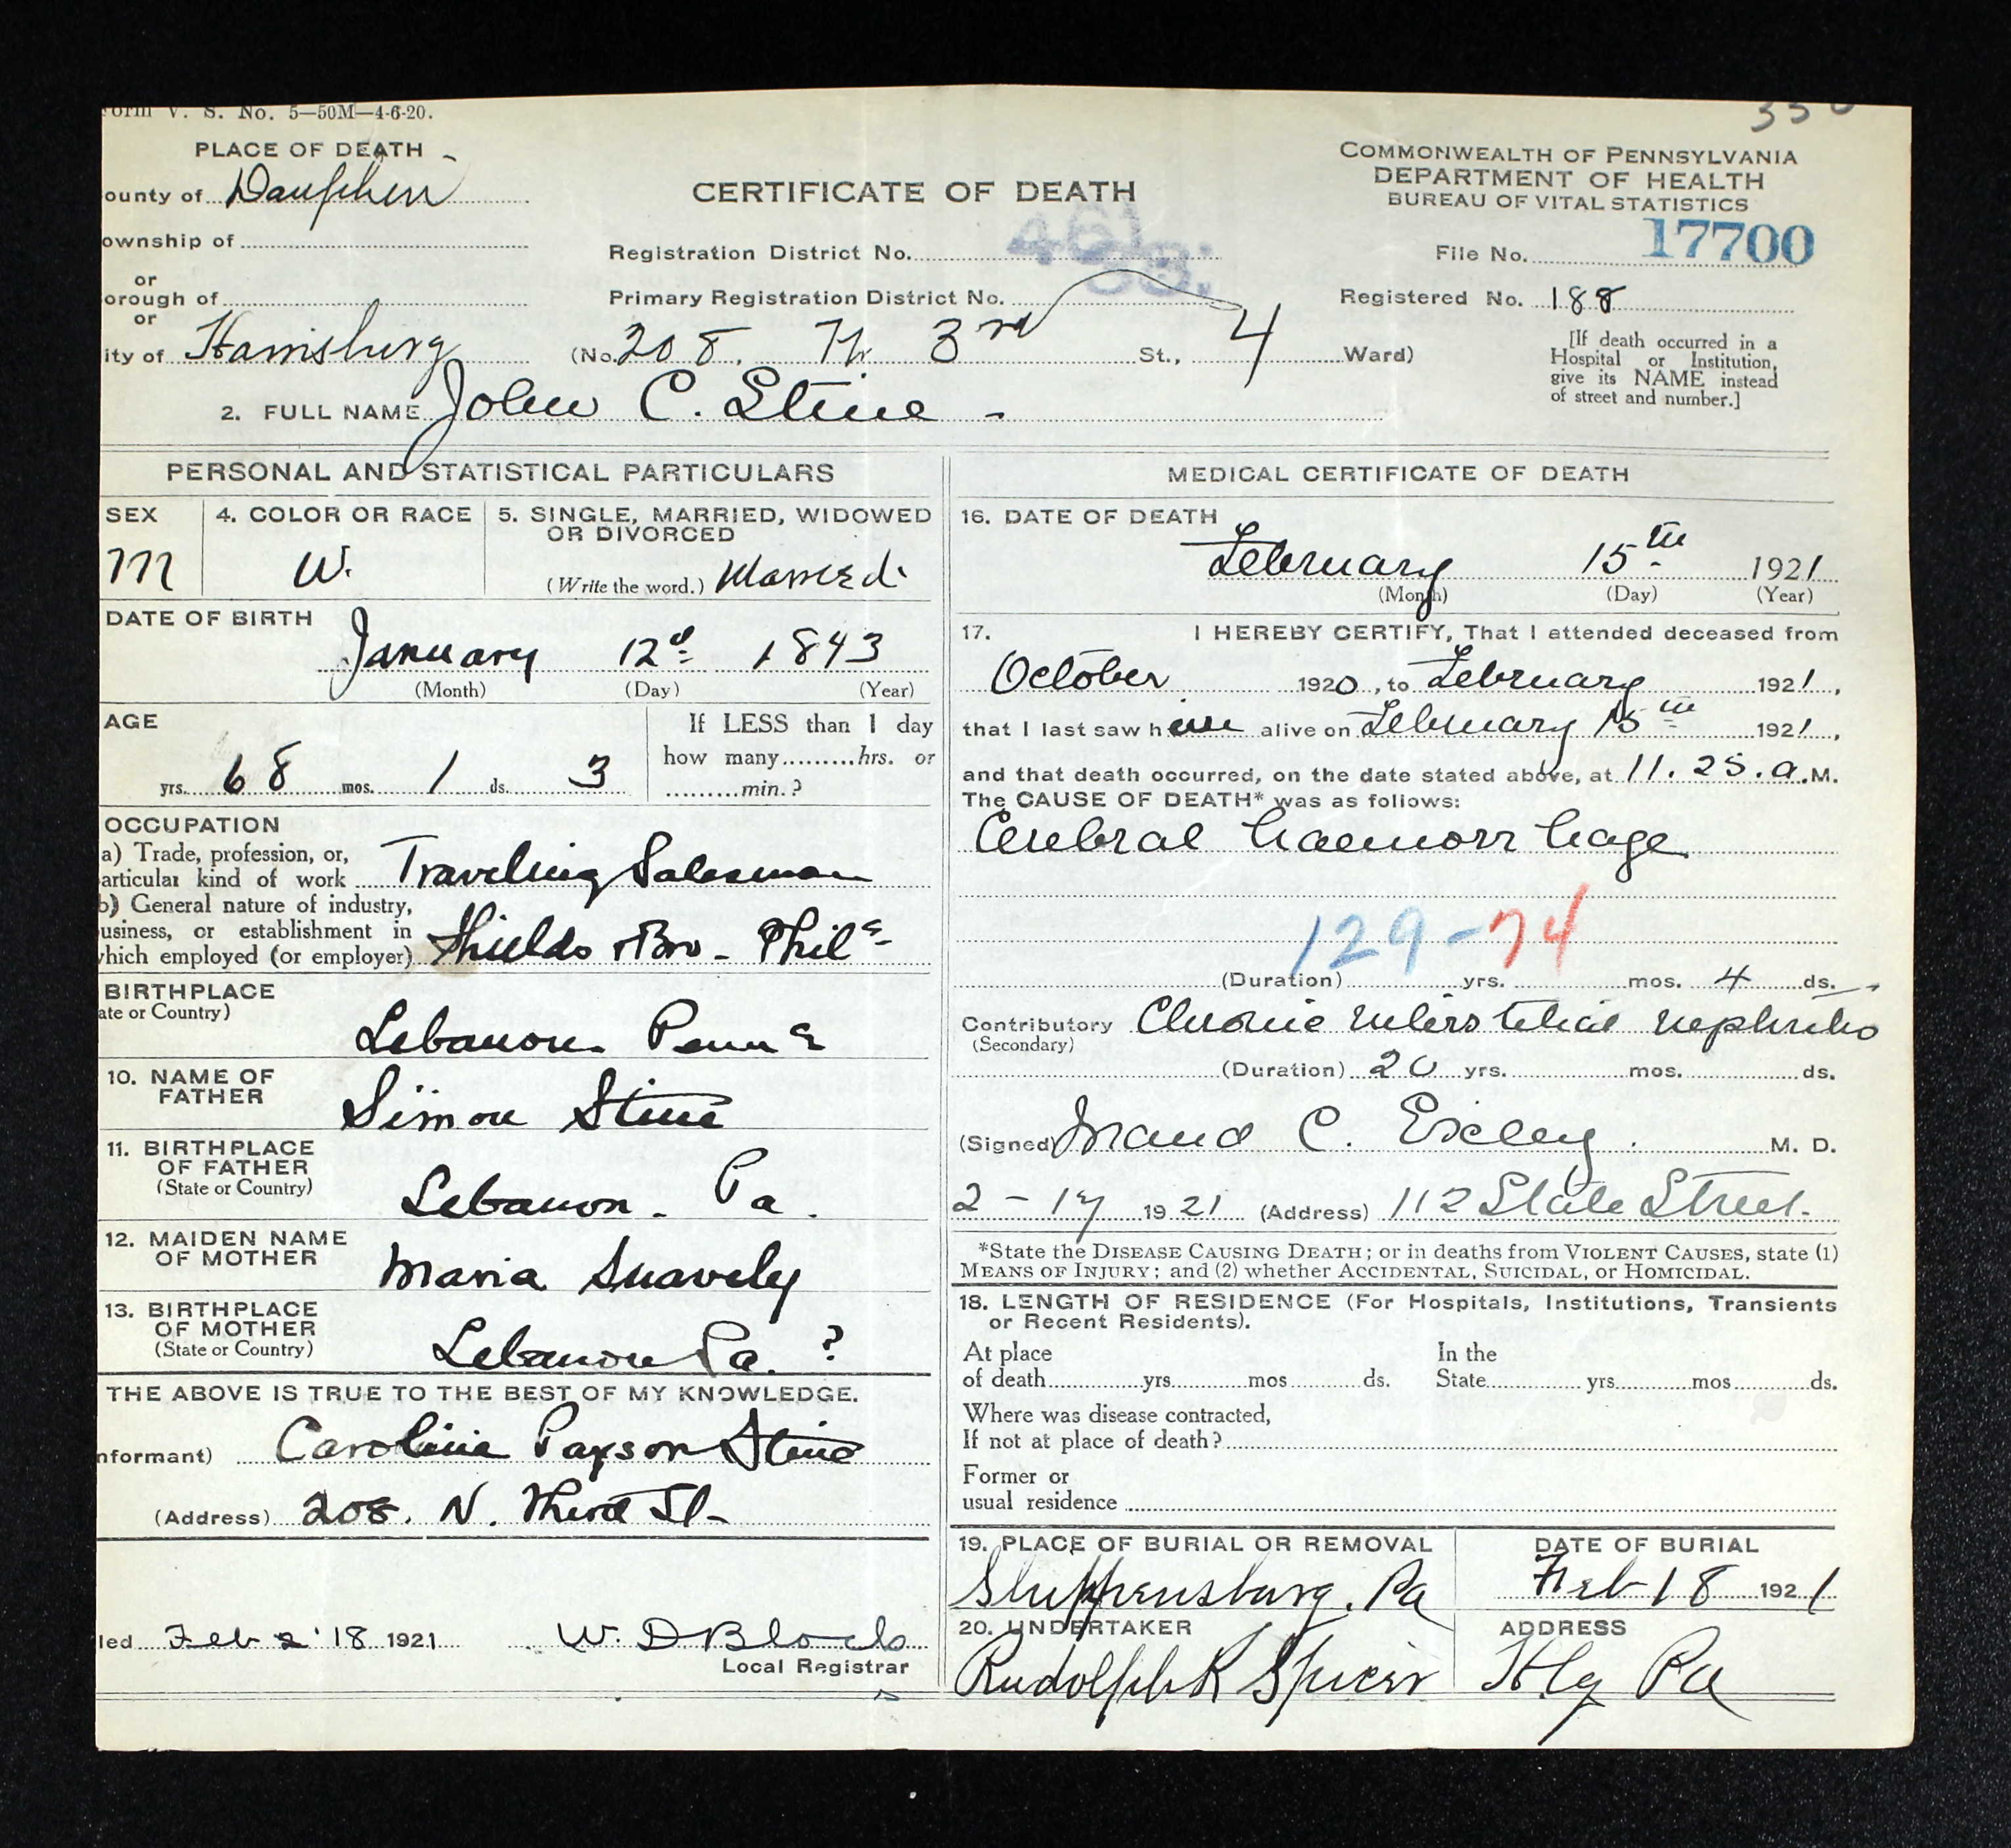 Form V. S. No. 5—50M—4-6-20.
PLACE OF DEATH
ounty of Dauphin
ownship of
or
orough of
or
ity of Harrisburg
CERTIFICATE OF DEATH
Registration District No.
Primary Registration District No.
(No. 208, N 3rd St., 4 Ward)
COMMONWEALTH OF PENNSYLVANIA
DEPARTMENT OF HEALTH
BUREAU OF VITAL STATISTICS
File No. 17700
Registered No. 188
[If death occurred in a
Hospital or Institution,
give its NAME instead
of street and number.]
2. FULL NAME John C. Stine -
PERSONAL AND STATISTICAL PARTICULARS
SEX
M
4. COLOR OR RACE
W.
5. SINGLE, MARRIED, WIDOWED
OR DIVORCED
(Write the word.) Married.
DATE OF BIRTH
January 12d 1843
(Month) (Day) (Year)
AGE
yrs. 68 mos. 1 ds. 3
If LESS than 1 day
how many.........hrs. or
.........min.?
OCCUPATION
a) Trade, profession, or,
articular kind of work Traveling Salesman
b) General nature of industry,
usiness, or establishment in
which employed (or employer) Shields & Bro - Phila-
BIRTHPLACE
ate or Country)
Lebanon Penna
10. NAME OF
FATHER
Simon Stine
11. BIRTHPLACE
OF FATHER
(State or Country)
Lebanon. Pa.
12. MAIDEN NAME
OF MOTHER
Maria Snavely
13. BIRTHPLACE
OF MOTHER
(State or Country)
Lebanon Pa. ?
THE ABOVE IS TRUE TO THE BEST OF MY KNOWLEDGE.
nformant) Caroline Paxson Stine
(Address) 208. N. Third St-
led Feb 18 1921 W. D Block
Local Registrar
MEDICAL CERTIFICATE OF DEATH
16. DATE OF DEATH
February 15th 1921
(Month) (Day) (Year)
17. I HEREBY CERTIFY, That I attended deceased from
October 1920, to February 1921,
that I last saw him alive on February 15th 1921,
and that death occurred, on the date stated above, at 11.25.a.M.
The CAUSE OF DEATH* was as follows:
Cerebral haemorrhage
129-74
(Duration) yrs. mos. 4 ds.
Contributory Chronic interstitial nephritis
(Secondary)
(Duration) 20 yrs. mos. ds.
(Signed) Maud C. Exley. M. D.
2-17 1921 (Address) 112 State Street.
*State the DISEASE CAUSING DEATH; or in deaths from VIOLENT CAUSES, state (1)
MEANS OF INJURY; and (2) whether ACCIDENTAL, SUICIDAL, or HOMICIDAL.
18. LENGTH OF RESIDENCE (For Hospitals, Institutions, Transients
or Recent Residents).
At place
of death............yrs...........mos..........ds.
In the
State............yrs...........mos..........ds.
Where was disease contracted,
If not at place of death?
Former or
usual residence
19. PLACE OF BURIAL OR REMOVAL
Shippensburg, Pa
DATE OF BURIAL
Feb 18 1921
20. UNDERTAKER
Rudolph K Spicer
ADDRESS
Hbg Pa